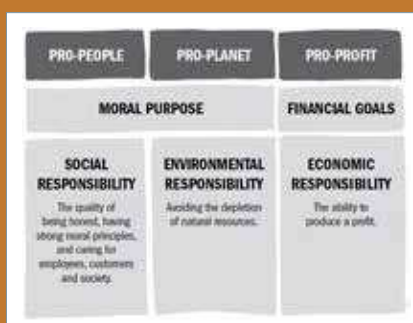 PRO-PEOPLE PRO-PLANET PRO-PROFIT
MORAL PURPOSE FINANCIAL GOALS
SOCIAL
RESPONSIBILITY
The quality of
being honest, having
strong moral principles,
and caring for
employees, customers
and society.
ENVIRONMENTAL
RESPONSIBILITY
Avoiding the depletion
of natural resources.
ECONOMIC
RESPONSIBILITY
The ability to
produce a profit.